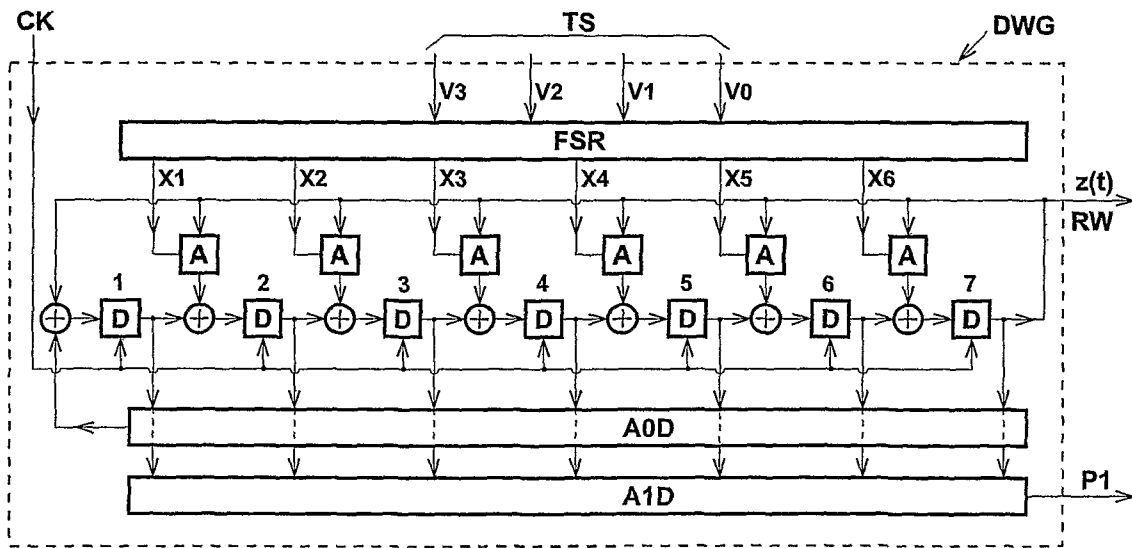 CK
TS
DWG
V3 V2 V1 V0
FSR
X1 X2 X3 X4 X5 X6
z(t)
RW
A A A A A A
1 2 3 4 5 6 7
D D D D D D D
A0D
A1D
P1